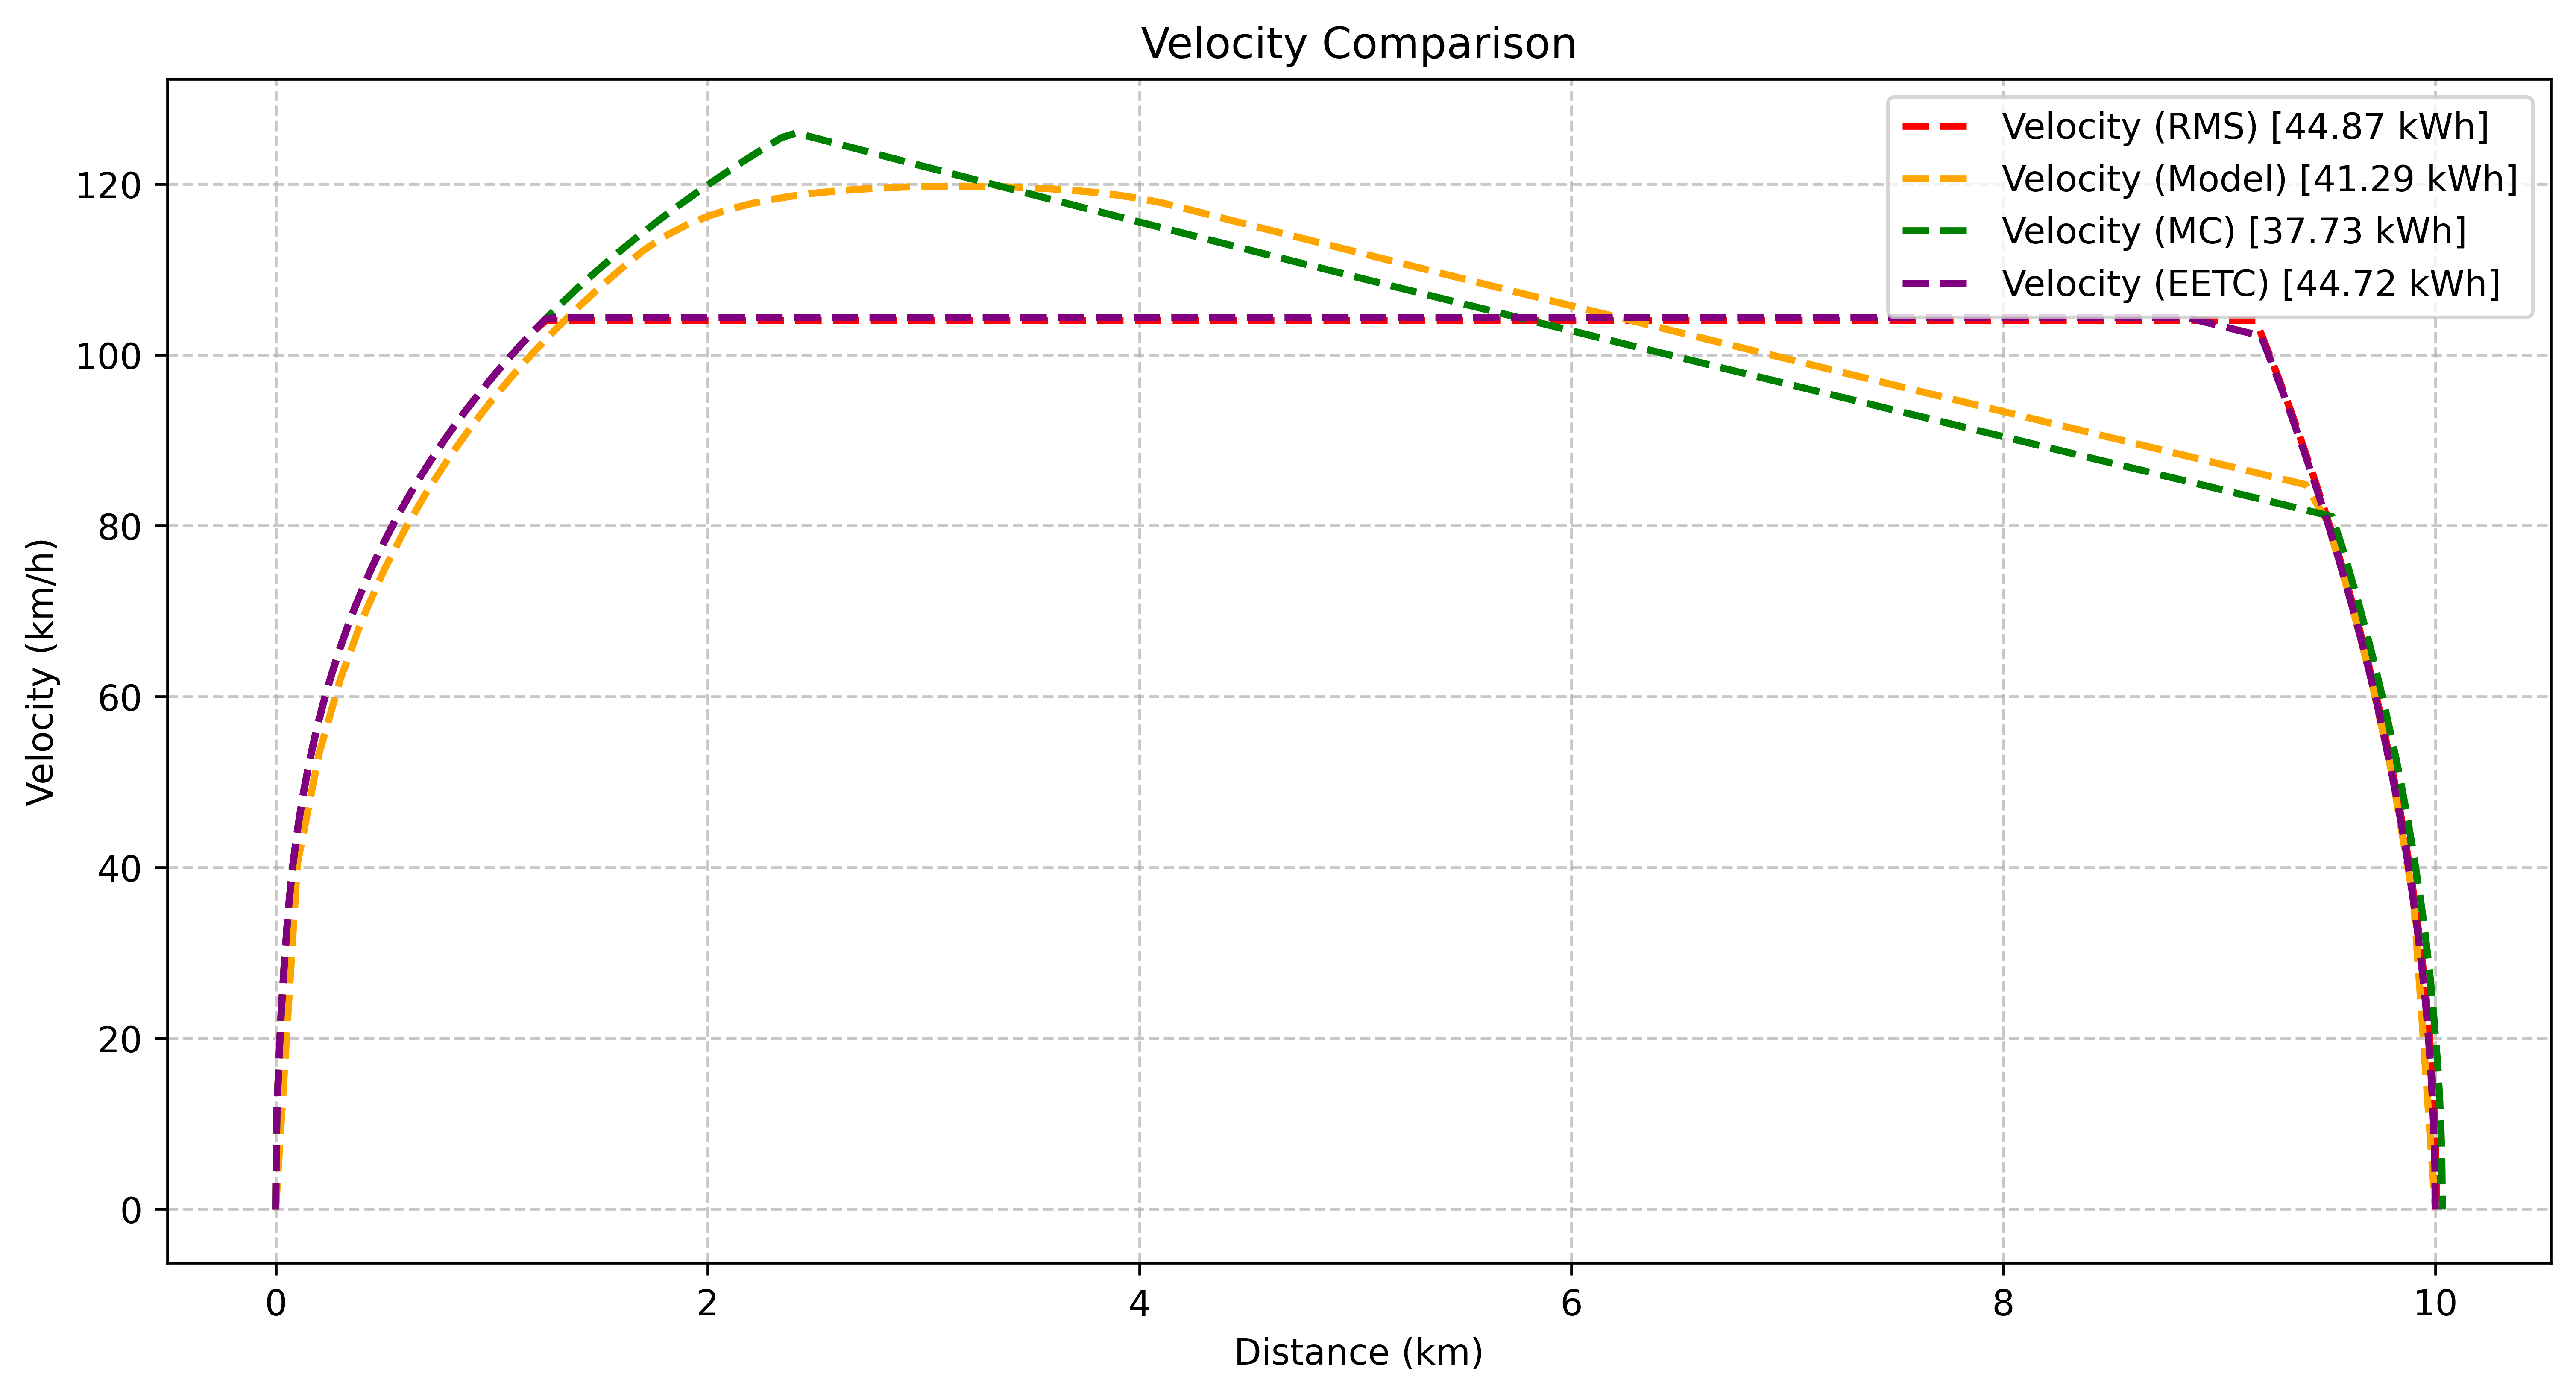 Velocity Comparison
Velocity (RMS) [44.87 kWh]
Velocity (Model) [41.29 kWh]
Velocity (MC) [37.73 kWh]
Velocity (EETC) [44.72 kWh]
Velocity (km/h)
120
100
80
60
40
20
0
0 2 4 6 8 10
Distance (km)